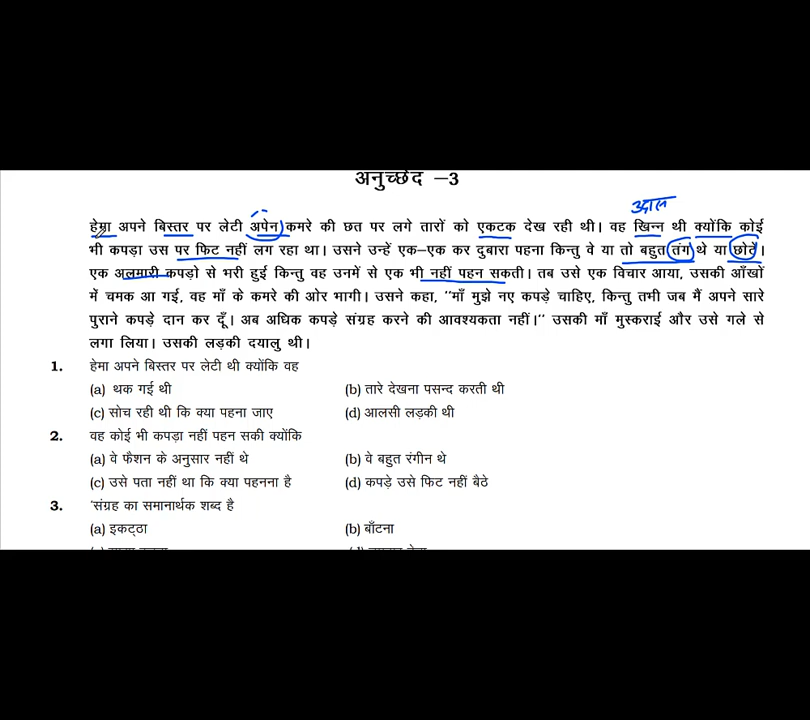 अनुच्छेद –3
उदास
हेमा अपने बिस्तर पर लेटी अपेन कमरे की छत पर लगे तारों को एकटक देख रही थी। वह खिन्न थी क्योंकि कोई
भी कपड़ा उस पर फिट नहीं लग रहा था। उसने उन्हें एक–एक कर दुबारा पहना किन्तु वे या तो बहुत तंग थे या छोटे।
एक अलमारी कपड़ो से भरी हुई किन्तु वह उनमें से एक भी नहीं पहन सकती। तब उसे एक विचार आया, उसकी आँखों
में चमक आ गई, वह माँ के कमरे की ओर भागी। उसने कहा, "माँ मुझे नए कपड़े चाहिए, किन्तु तभी जब मैं अपने सारे
पुराने कपड़े दान कर दूँ। अब अधिक कपड़े संग्रह करने की आवश्यकता नहीं।" उसकी माँ मुस्कराई और उसे गले से
लगा लिया। उसकी लड़की दयालु थी।
1. हेमा अपने बिस्तर पर लेटी थी क्योंकि वह
(a) थक गई थी (b) तारे देखना पसन्द करती थी
(c) सोच रही थी कि क्या पहना जाए (d) आलसी लड़की थी
2. वह कोई भी कपड़ा नहीं पहन सकी क्योंकि
(a) वे फैशन के अनुसार नहीं थे (b) वे बहुत रंगीन थे
(c) उसे पता नहीं था कि क्या पहनना है (d) कपड़े उसे फिट नहीं बैठे
3. 'संग्रह का समानार्थक शब्द है
(a) इकट्ठा (b) बाँटना